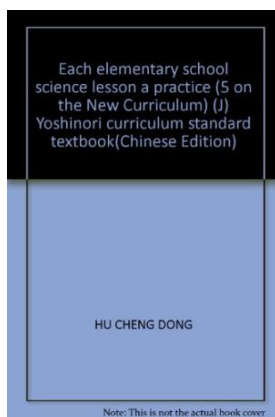 Each elementary school
science lesson a practice (5 on
the New Curriculum) (J)
Yoshinori curriculum standard
textbook(Chinese Edition)
HU CHENG DONG
Note: This is not the actual book cover